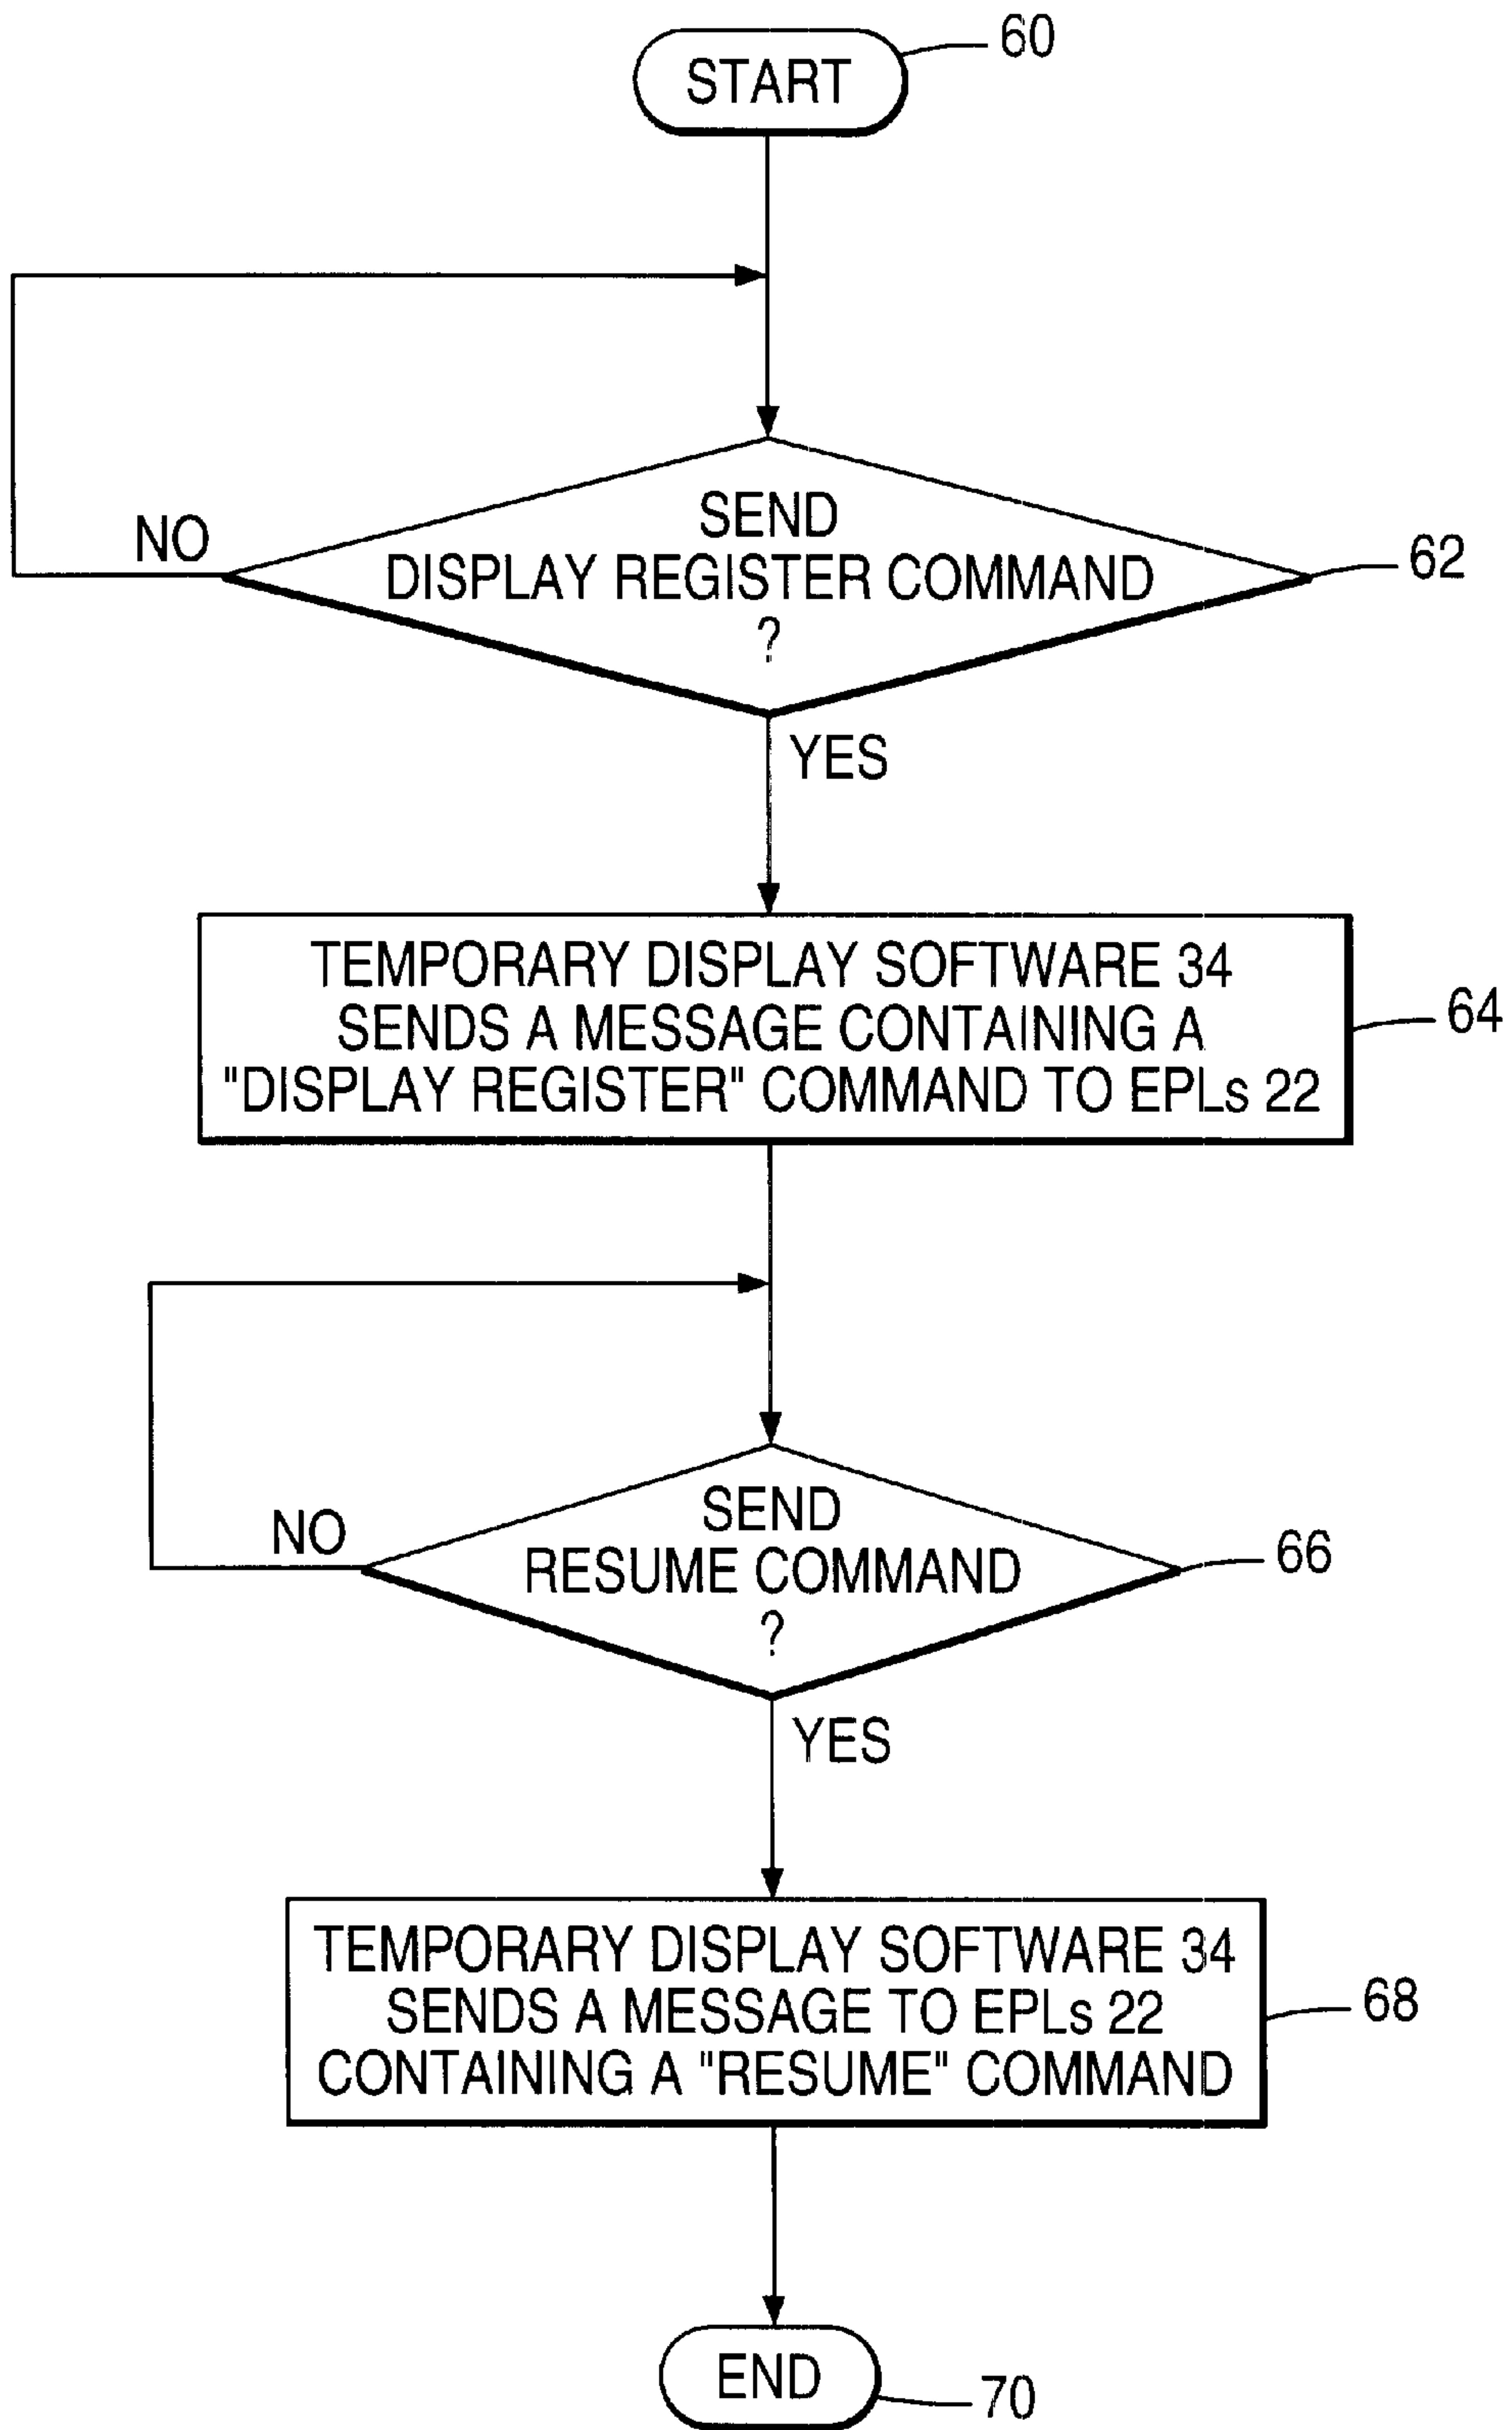 START
60
SEND
DISPLAY REGISTER COMMAND
?
62
NO
YES
TEMPORARY DISPLAY SOFTWARE 34
SENDS A MESSAGE CONTAINING A
"DISPLAY REGISTER" COMMAND TO EPLs 22
64
SEND
RESUME COMMAND
?
66
NO
YES
TEMPORARY DISPLAY SOFTWARE 34
SENDS A MESSAGE TO EPLs 22
CONTAINING A "RESUME" COMMAND
68
END
70